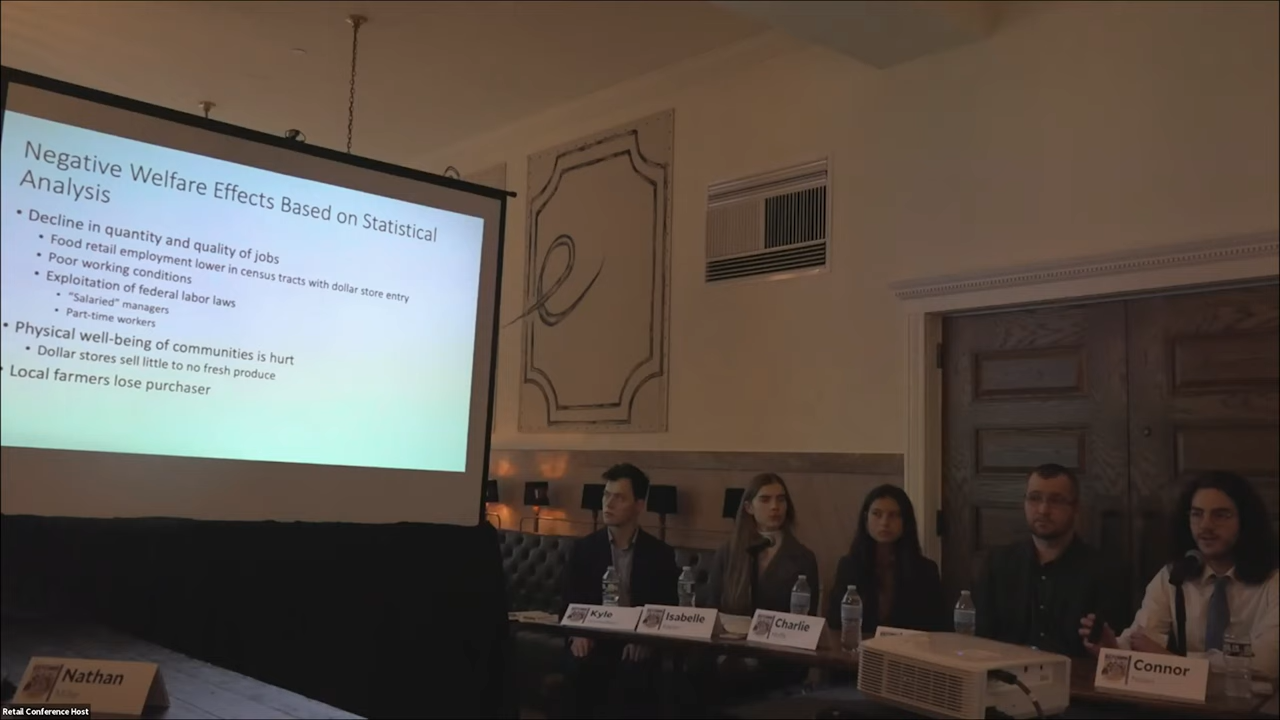 Negative Welfare Effects Based on Statistical
Analysis
• Decline in quantity and quality of jobs
• Food retail employment lower in census tracts with dollar store entry
• Poor working conditions
• Exploitation of federal labor laws
• “Salaried” managers
• Part-time workers
• Physical well-being of communities is hurt
• Dollar stores sell little to no fresh produce
• Local farmers lose purchaser
e
Kyle
Isabelle
Charlie
Connor
Nathan
Retail Conference Host